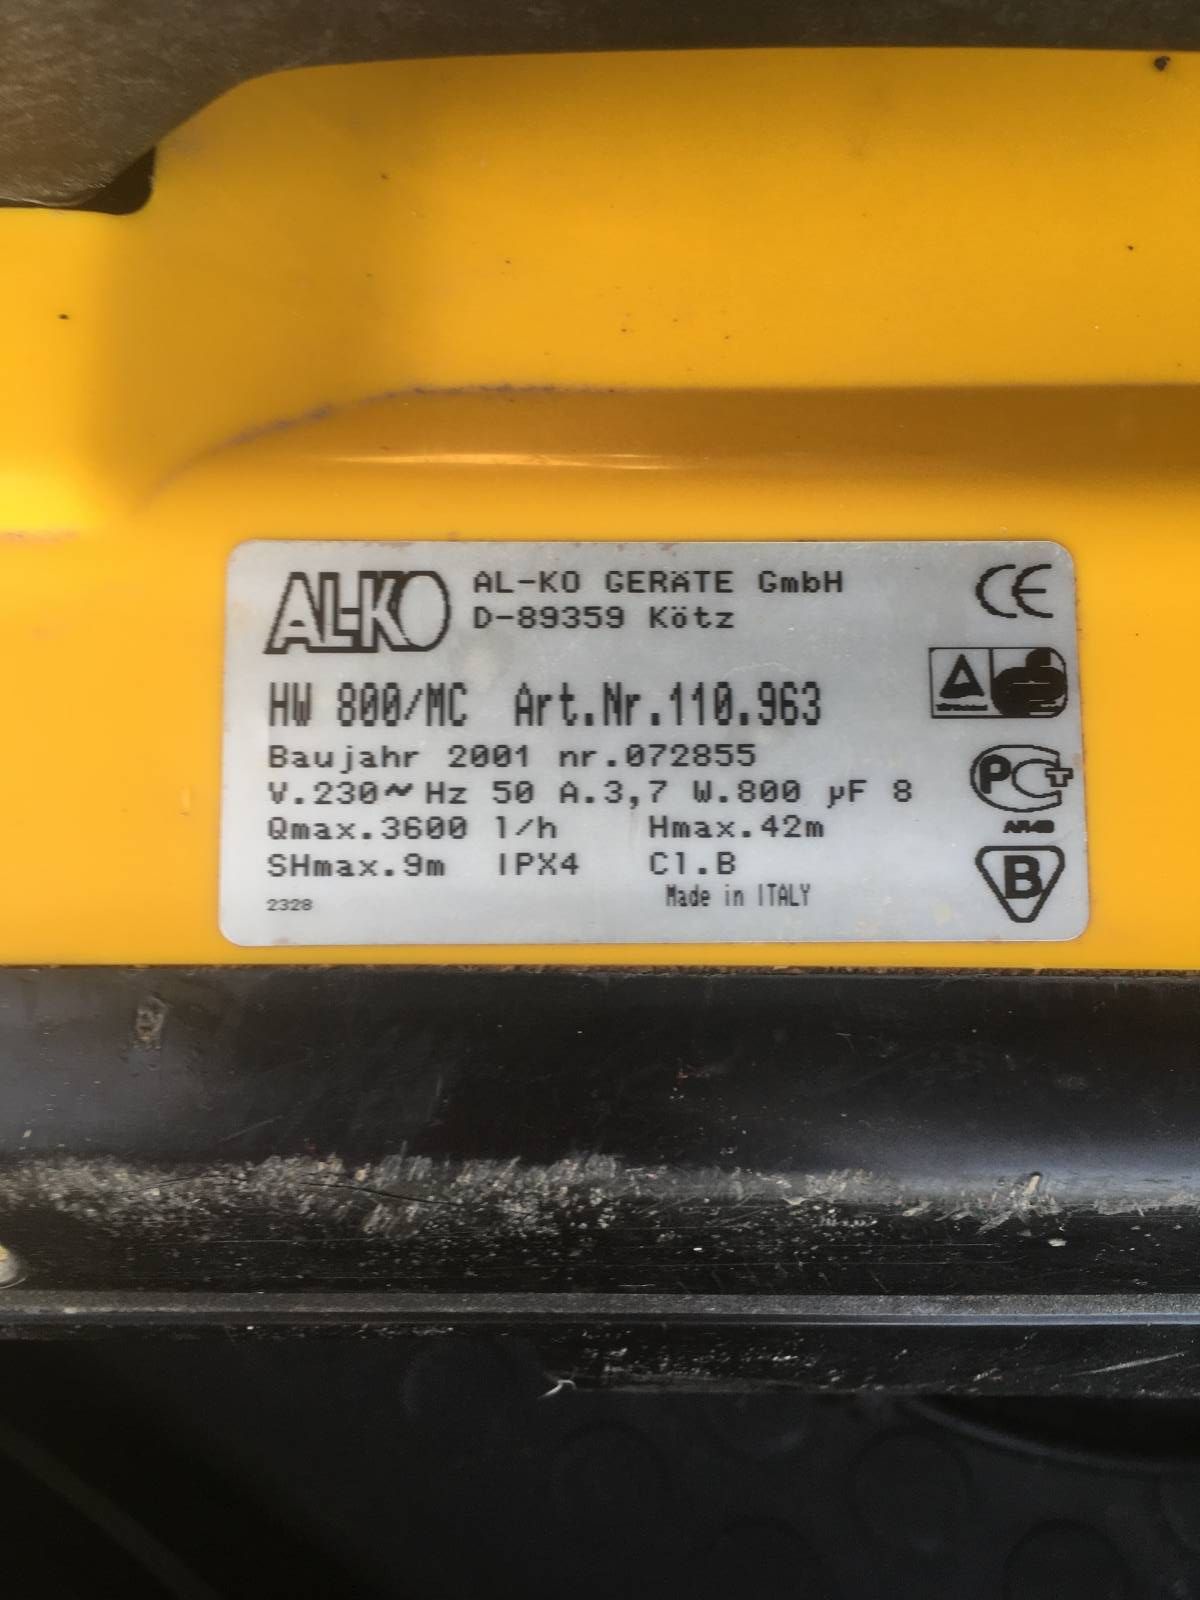 AL-KO
AL-KO GERÄTE GmbH
D-89359 Kötz
CE
HW 800/MC Art.Nr.110.963
Baujahr 2001 nr.072855
V.230~Hz 50 A.3,7 W.800 µF 8
Qmax.3600 l/h Hmax.42m
SHmax.9m IPX4 Cl.B
Made in ITALY
2328
B